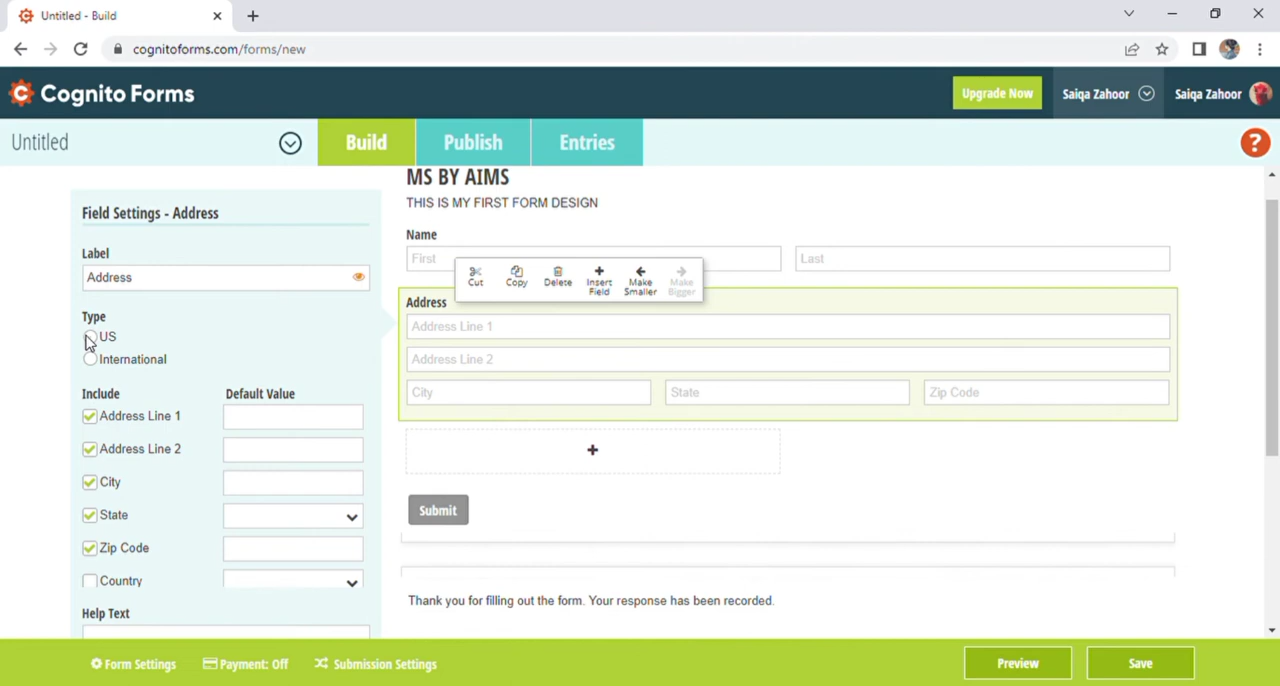 Untitled - Build
cognitoforms.com/forms/new
Cognito Forms
Upgrade Now
Saiqa Zahoor
Saiqa Zahoor
Untitled
Build
Publish
Entries
?
Field Settings - Address
Label
Address
Type
US
International
Include
Default Value
Address Line 1
Address Line 2
City
State
Zip Code
Country
Help Text
MS BY AIMS
THIS IS MY FIRST FORM DESIGN
Name
First
Last
Cut
Copy
Delete
Insert
Field
Make
Smaller
Make
Bigger
Address
Address Line 1
Address Line 2
City
State
Zip Code
Submit
Thank you for filling out the form. Your response has been recorded.
Form Settings
Payment: Off
Submission Settings
Preview
Save